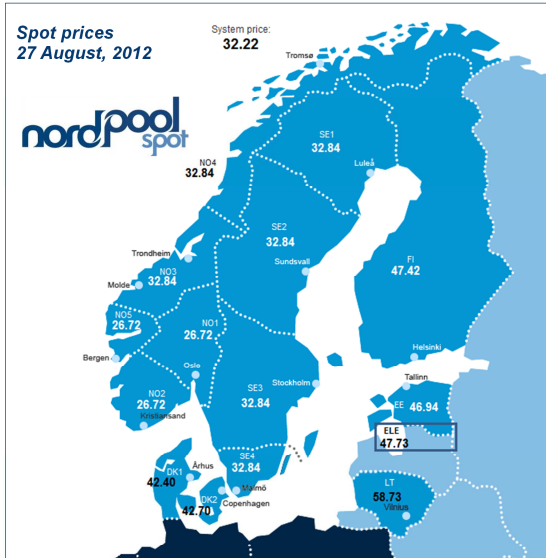 Spot prices
27 August, 2012
System price:
32.22
nordpool
spot
Tromsø
SE1
32.84
NO4
32.84
Luleå
SE2
32.84
Trondheim
NO3
32.84
Molde
Sundsvall
FI
47.42
NO5
26.72
NO1
26.72
Bergen
Helsinki
Oslo
Stockholm
Tallinn
NO2
26.72
SE3
32.84
EE 46.94
Kristiansand
ELE
47.73
SE4
32.84
Århus
DK1
42.40
Malmö
DK2
42.70
Copenhagen
LT
58.73
Vilnius